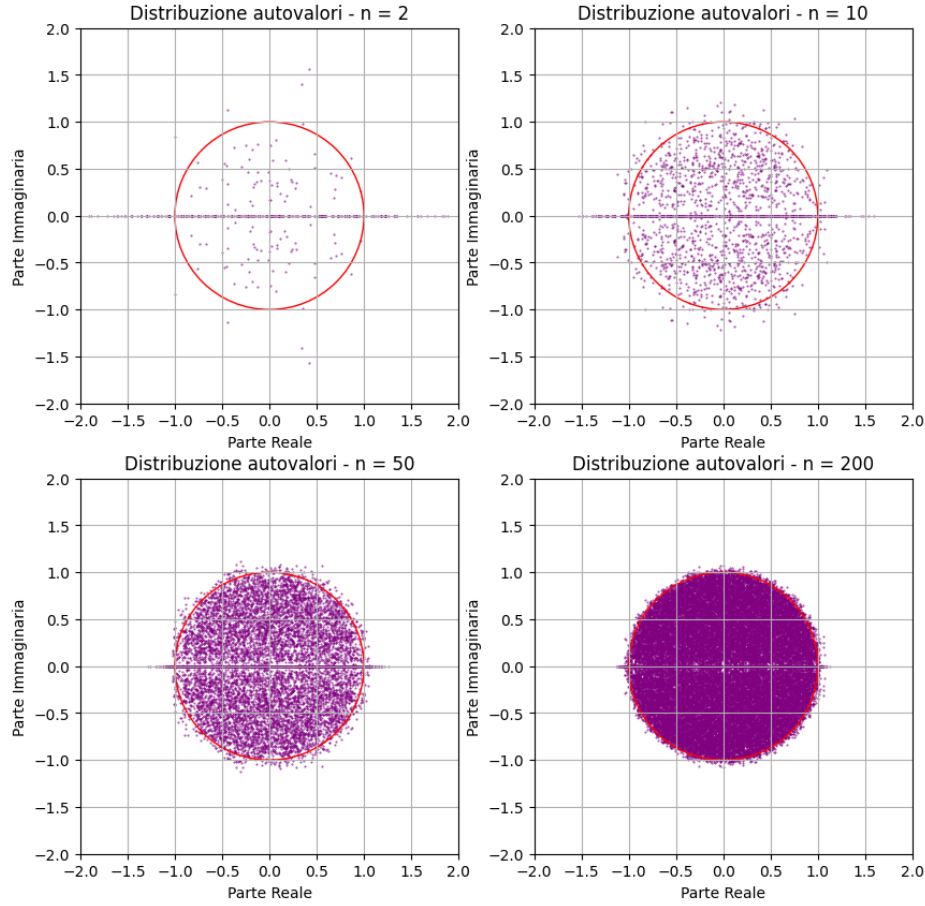 Distribuzione autovalori - n = 2
2.0
1.5
1.0
0.5
0.0
−0.5
−1.0
−1.5
−2.0
Parte Immaginaria
−2.0 −1.5 −1.0 −0.5 0.0 0.5 1.0 1.5 2.0
Parte Reale
Distribuzione autovalori - n = 10
2.0
1.5
1.0
0.5
0.0
−0.5
−1.0
−1.5
−2.0
Parte Immaginaria
−2.0 −1.5 −1.0 −0.5 0.0 0.5 1.0 1.5 2.0
Parte Reale
Distribuzione autovalori - n = 50
2.0
1.5
1.0
0.5
0.0
−0.5
−1.0
−1.5
−2.0
Parte Immaginaria
−2.0 −1.5 −1.0 −0.5 0.0 0.5 1.0 1.5 2.0
Parte Reale
Distribuzione autovalori - n = 200
2.0
1.5
1.0
0.5
0.0
−0.5
−1.0
−1.5
−2.0
Parte Immaginaria
−2.0 −1.5 −1.0 −0.5 0.0 0.5 1.0 1.5 2.0
Parte Reale